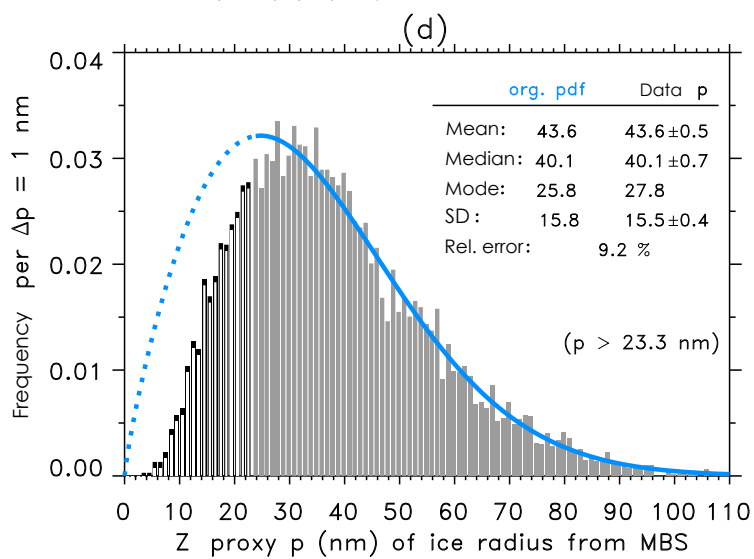 (d)
0.04
0.03
0.02
0.01
0.00
Frequency per Δp = 1 nm
org. pdf Data p
Mean: 43.6 43.6±0.5
Median: 40.1 40.1±0.7
Mode: 25.8 27.8
SD : 15.8 15.5±0.4
Rel. error: 9.2 %
(p > 23.3 nm)
0 10 20 30 40 50 60 70 80 90 100 110
Z proxy p (nm) of ice radius from MBS